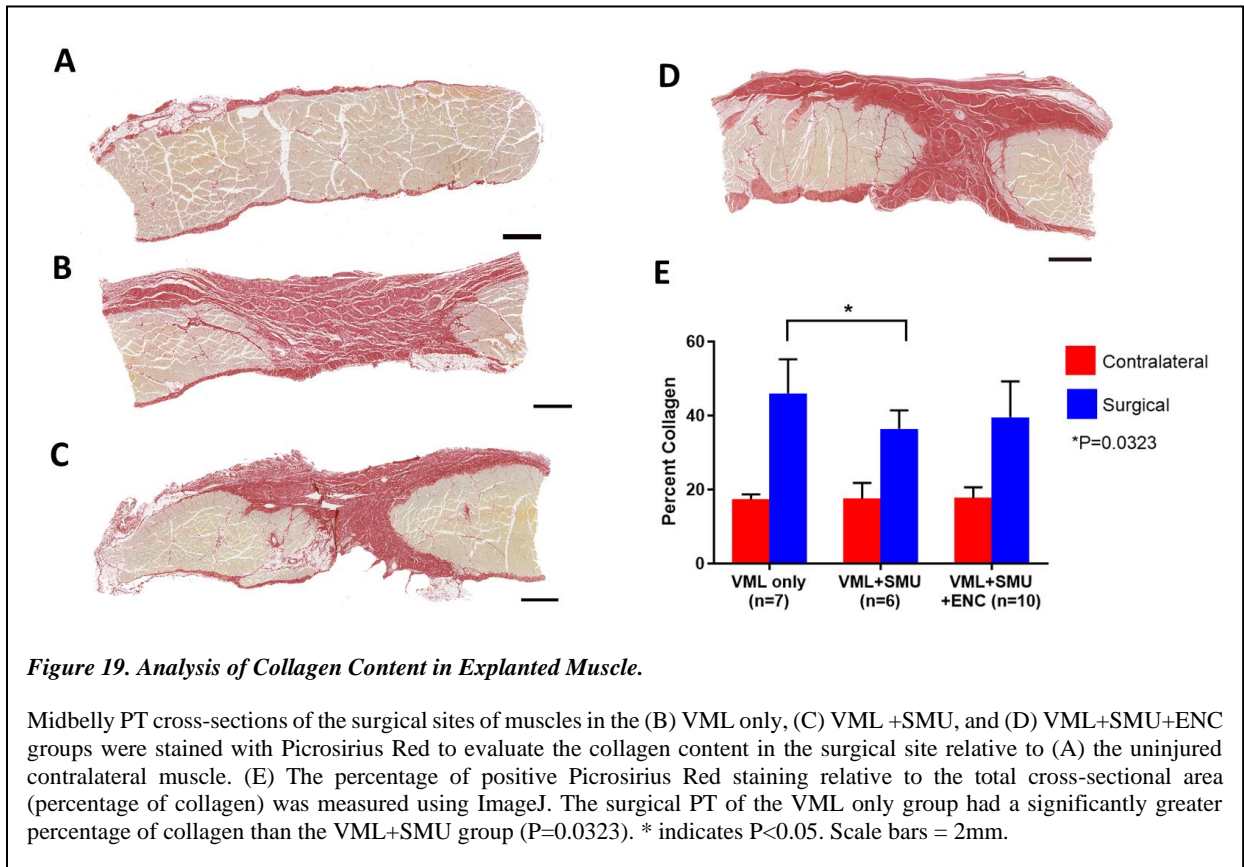 A
B
C
D
E
*
60
40
20
0
Percent Collagen
VML only
(n=7)
VML+SMU
(n=6)
VML+SMU
+ENC (n=10)
Contralateral
Surgical
*P=0.0323
Figure 19. Analysis of Collagen Content in Explanted Muscle.
Midbelly PT cross-sections of the surgical sites of muscles in the (B) VML only, (C) VML +SMU, and (D) VML+SMU+ENC
groups were stained with Picrosirius Red to evaluate the collagen content in the surgical site relative to (A) the uninjured
contralateral muscle. (E) The percentage of positive Picrosirius Red staining relative to the total cross-sectional area
(percentage of collagen) was measured using ImageJ. The surgical PT of the VML only group had a significantly greater
percentage of collagen than the VML+SMU group (P=0.0323). * indicates P<0.05. Scale bars = 2mm.